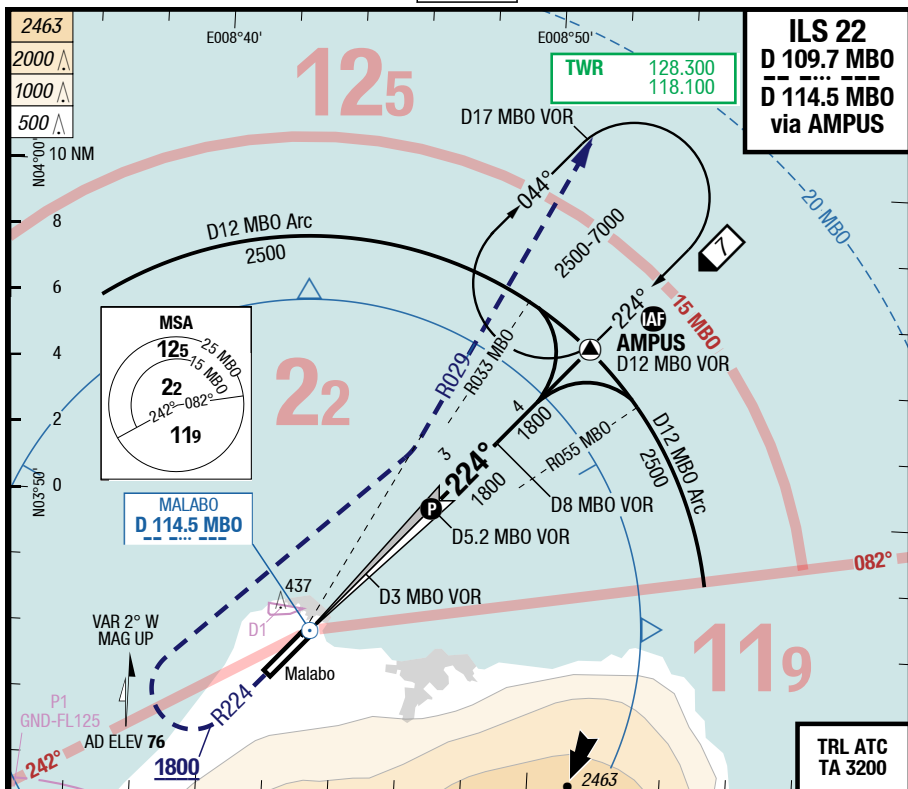 2463
2000
1000
500
E008°40'
E008°50'
ILS 22
D 109.7 MBO
D 114.5 MBO
via AMPUS
TWR 128.300
118.100
125
D17 MBO VOR
N04°00'
10 NM
8
6
4
2
0
N03°50'
044°
20 MBO
D12 MBO Arc
2500
2500-7000
7
224°
IAF
15 MBO
AMPUS
D12 MBO VOR
MSA
125
25 MBO
15 MBO
22
242°
082°
119
22
R029
R033 MBO
4
1800
3
-224°
1800
R055 MBO
D12 MBO Arc
2500
D8 MBO VOR
MALABO
D 114.5 MBO
P
D5.2 MBO VOR
082°
437
D3 MBO VOR
D1
VAR 2° W
MAG UP
Malabo
119
P1
GND-FL125
R224
AD ELEV 76
242°
1800
2463
TRL ATC
TA 3200